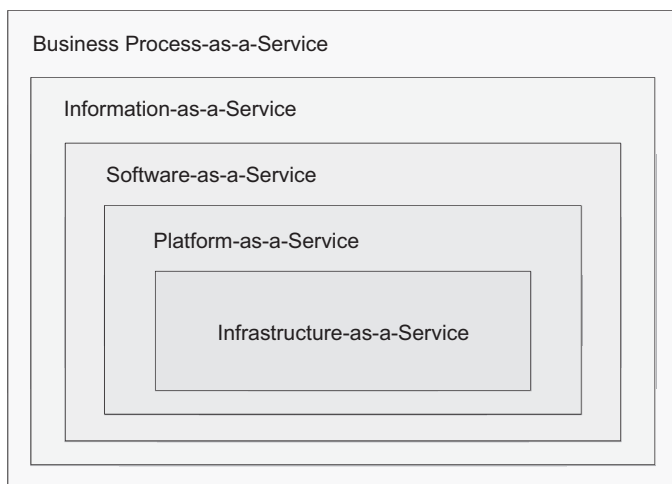 Business Process-as-a-Service
Information-as-a-Service
Software-as-a-Service
Platform-as-a-Service
Infrastructure-as-a-Service